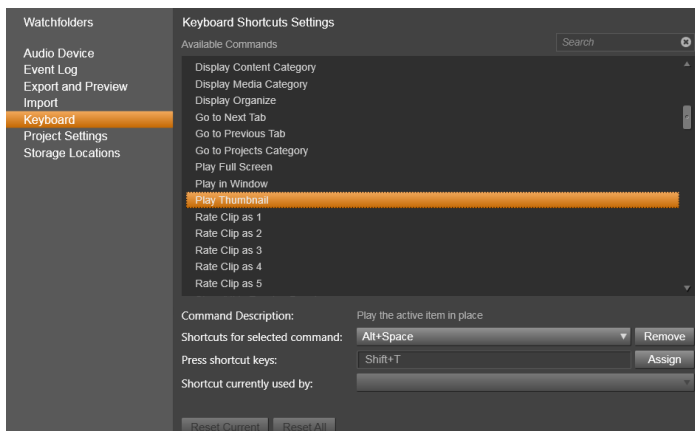 Watchfolders
Audio Device
Event Log
Export and Preview
Import
Keyboard
Project Settings
Storage Locations
Keyboard Shortcuts Settings
Available Commands
Search
Display Content Category
Display Media Category
Display Organize
Go to Next Tab
Go to Previous Tab
Go to Projects Category
Play Full Screen
Play in Window
Play Thumbnail
Rate Clip as 1
Rate Clip as 2
Rate Clip as 3
Rate Clip as 4
Rate Clip as 5
Command Description: Play the active item in place
Shortcuts for selected command: Alt+Space Remove
Press shortcut keys: Shift+T Assign
Shortcut currently used by:
Reset Current Reset All